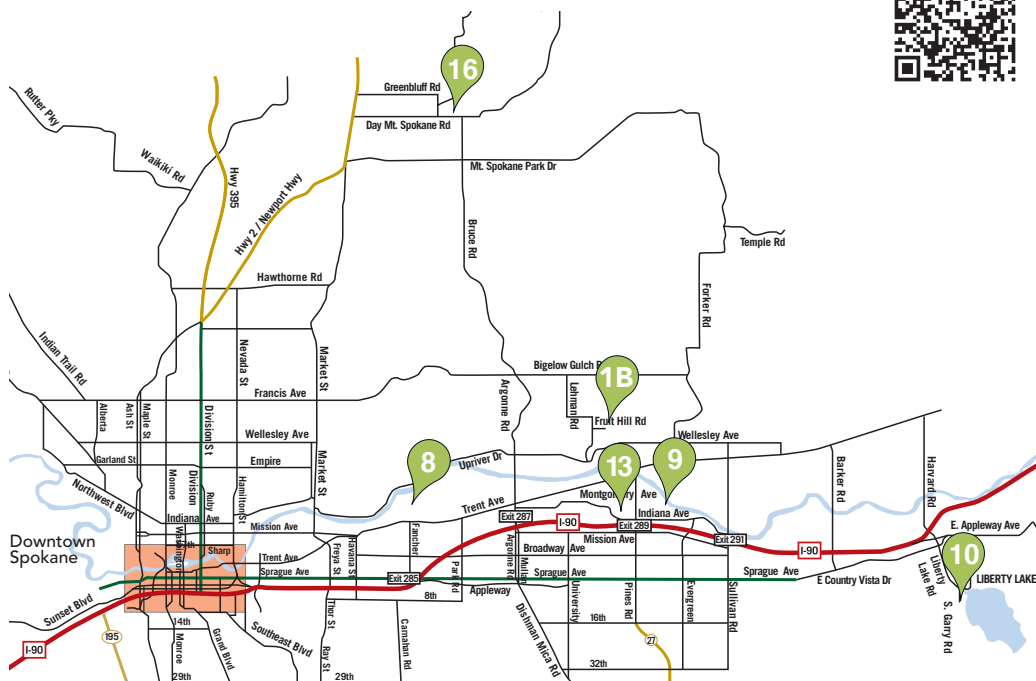 16
Greenbluff Rd
Day Mt. Spokane Rd
Rutter Pky
Waikiki Rd
Hwy 395
Hwy 2 / Newport Hwy
Mt. Spokane Park Dr
Bruce Rd
Temple Rd
Hawthorne Rd
Forker Rd
Indian Trail Rd
Nevada St
Market St
Bigelow Gulch
1B
Argonne Rd
Lehman Rd
Fruit Hill Rd
Francis Ave
Alberta
Ash St
Maple St
Division St
Wellesley Ave
Wellesley Ave
Garland St
Empire
Market St
8
Upriver Dr
13
9
Barker Rd
Harvard Rd
Northwest Blvd
Monroe
Division
Ruby
Hamilton St
Trent Ave
Montgomery Ave
Indiana Ave
Mission Ave
Exit 287
I-90
Indiana Ave
Exit 289
Mission Ave
Exit 291
I-90
E. Appleway Ave
Downtown
Spokane
Washington
Sharp
Trent Ave
Sprague Ave
Freya St
Havana St
Fancher
Exit 285
Park Rd
Argonne Rd
Mullan
Broadway Ave
Sprague Ave
Sprague Ave
E Country Vista Dr
Liberty Lake Rd
10
LIBERTY LAKE
S. Garry Rd
Appleway
8th
Sunset Blvd
I-90
195
14th
Monroe
Grand Blvd
Southeast Blvd
29th
Thur St
Ray St
29th
Carnahan Rd
Dishman Mica Rd
University
Pines Rd
Evergreen
Sullivan Rd
16th
27
32th